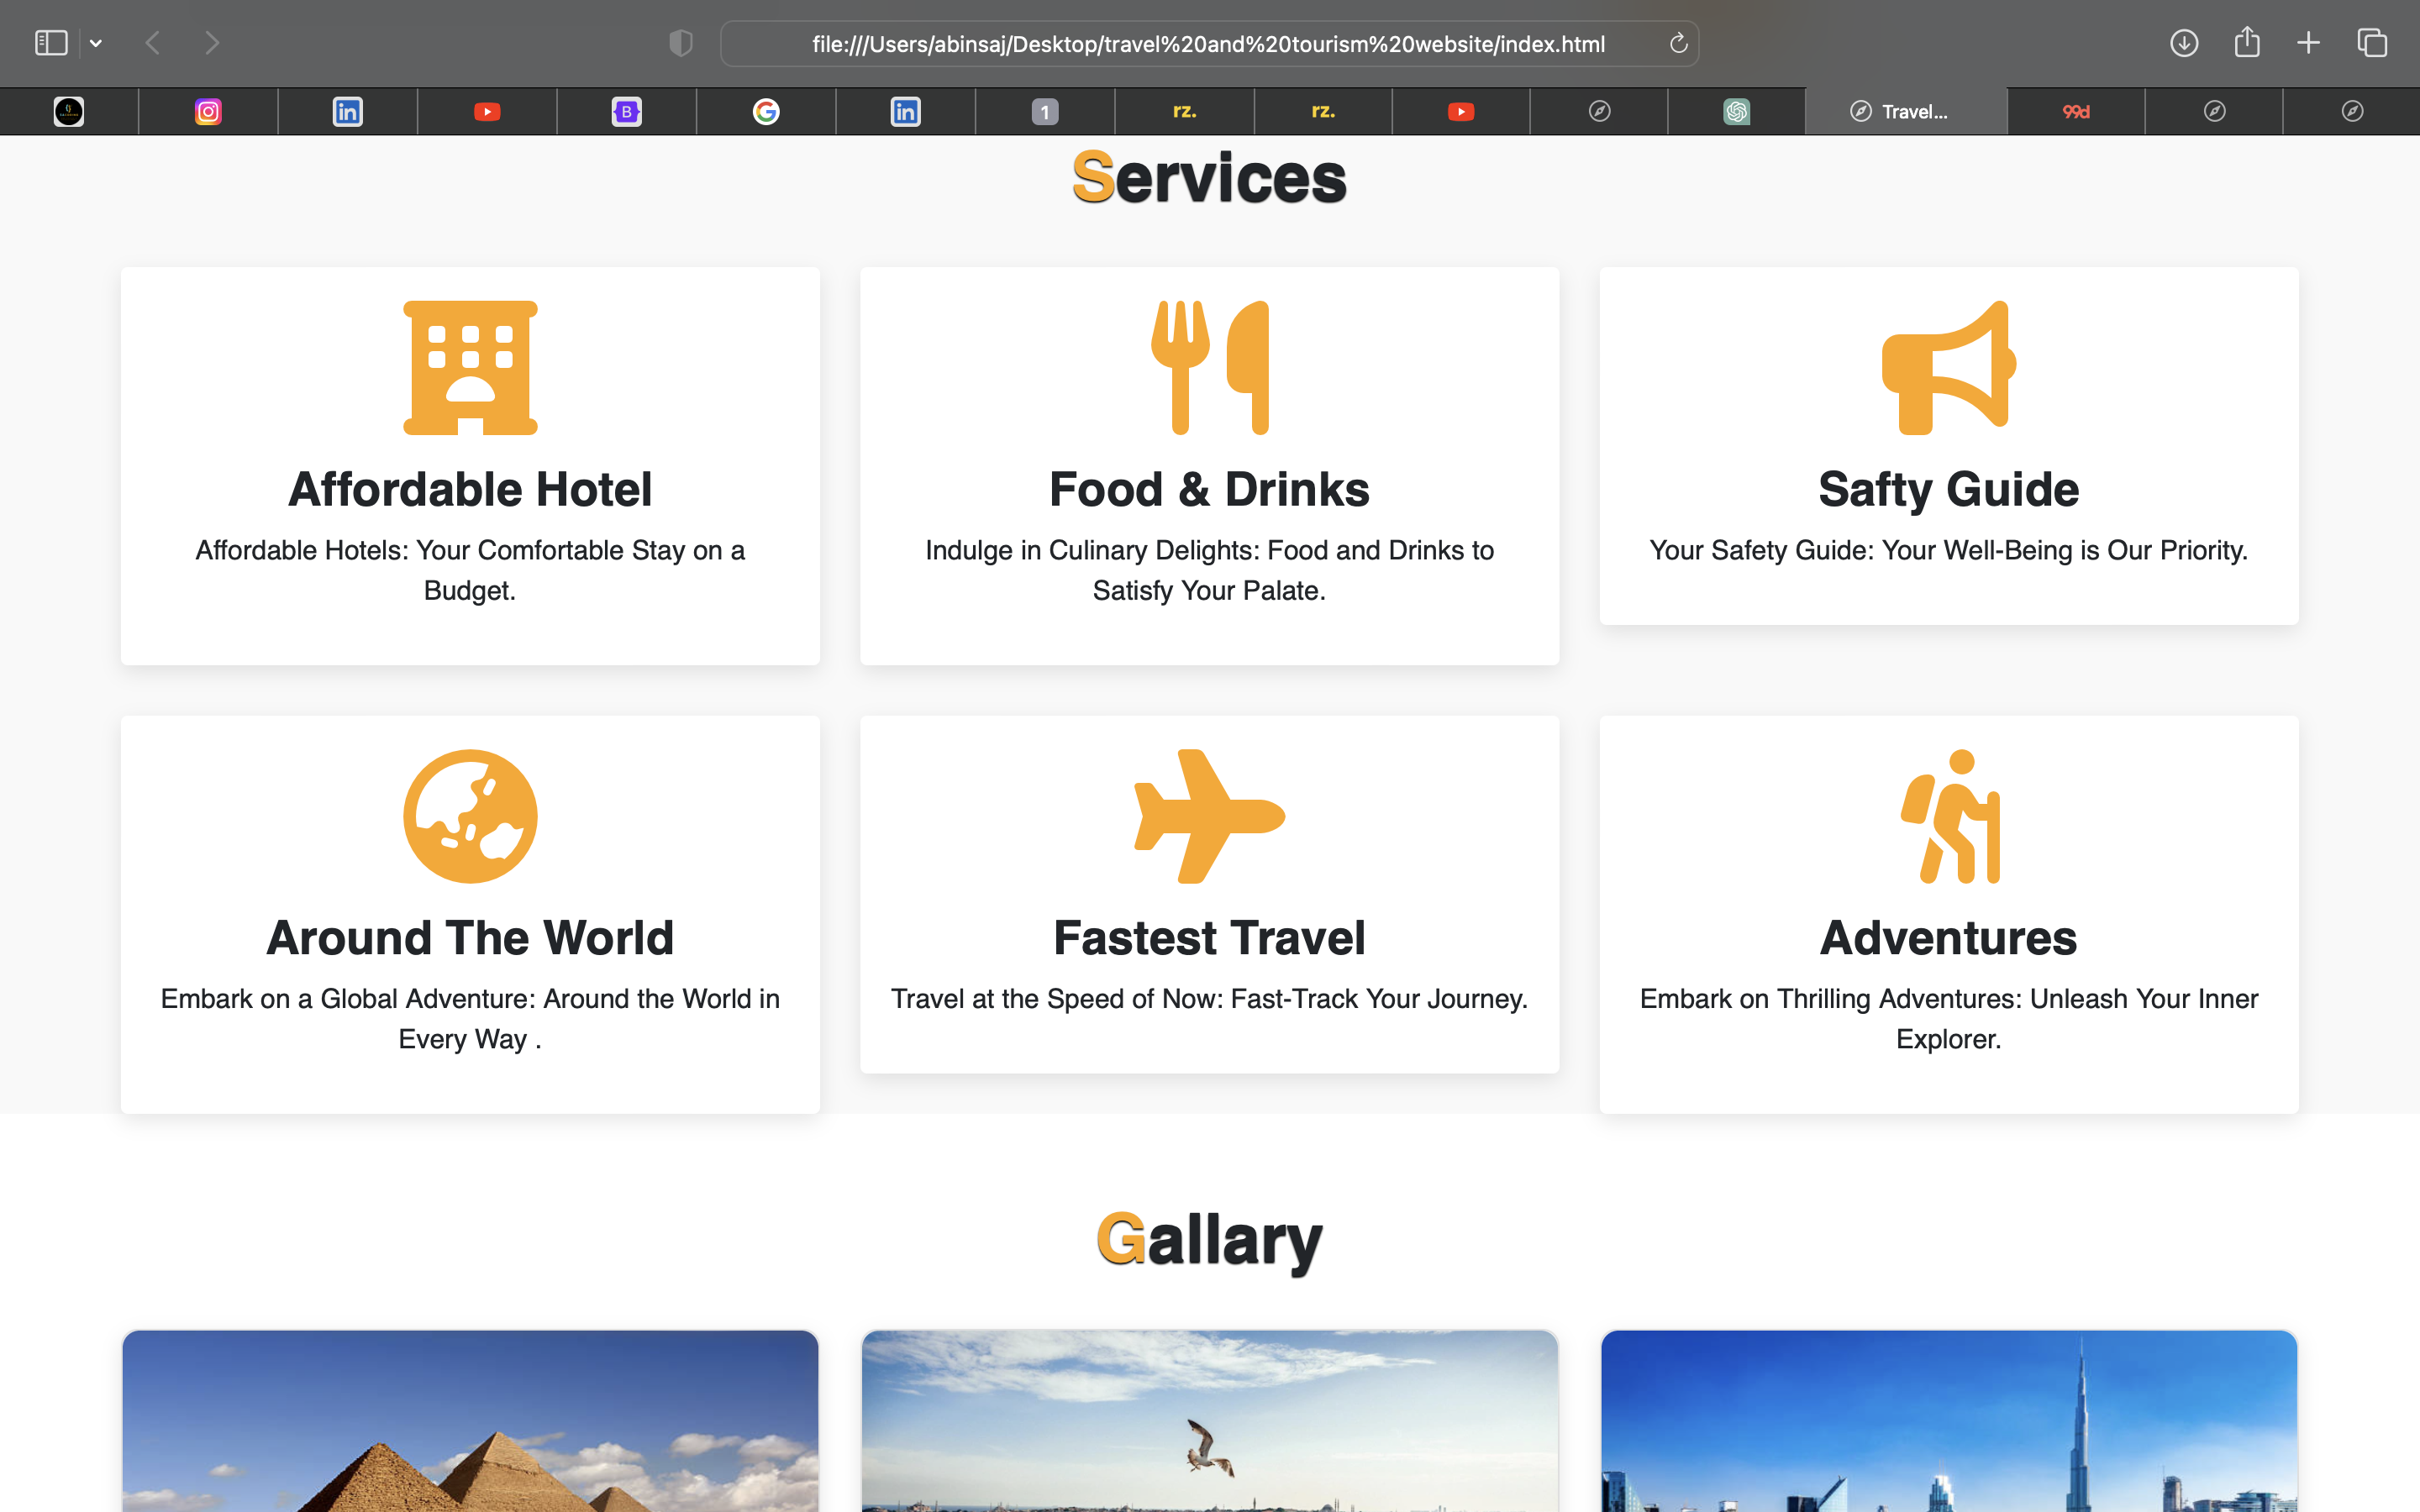 file:///Users/abinsaj/Desktop/travel%20and%20tourism%20website/index.html
in
B
G
in
1
rz.
rz.
Travel...
99d
Services
Affordable Hotel
Affordable Hotels: Your Comfortable Stay on a
Budget.
Food & Drinks
Indulge in Culinary Delights: Food and Drinks to
Satisfy Your Palate.
Safty Guide
Your Safety Guide: Your Well-Being is Our Priority.
Around The World
Embark on a Global Adventure: Around the World in
Every Way .
Fastest Travel
Travel at the Speed of Now: Fast-Track Your Journey.
Adventures
Embark on Thrilling Adventures: Unleash Your Inner
Explorer.
Gallary